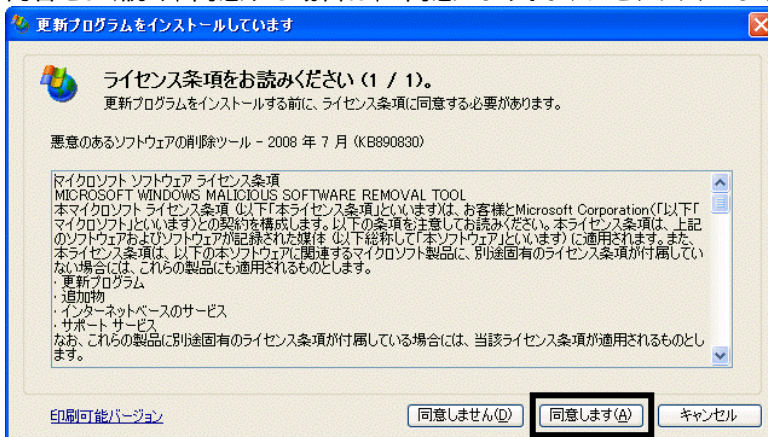 更新プログラムをインストールしています
ライセンス条項をお読みください (1 / 1)。
更新プログラムをインストールする前に、ライセンス条項に同意する必要があります。
悪意のあるソフトウェアの削除ツール - 2008 年 7 月 (KB890830)
マイクロソフト ソフトウェア ライセンス条項
MICROSOFT WINDOWS MALICIOUS SOFTWARE REMOVAL TOOL
本マイクロソフト ライセンス条項 (以下「本ライセンス条項」といいます)は、お客様とMicrosoft Corporation(「以下「
マイクロソフト」といいます)との契約を構成します。以下の条項を注意してお読みください。本ライセンス条項は、上記
のソフトウェアおよびソフトウェアが記録された媒体 (以下総称して「本ソフトウェア」といいます) に適用されます。また、
本ライセンス条項は、以下の本ソフトウェアに関連するマイクロソフト製品に、別途固有のライセンス条項が付属してい
ない場合には、これらの製品にも適用されるものとします。
・更新プログラム
・追加物
・インターネットベースのサービス
・サポート サービス
なお、これらの製品に別途固有のライセンス条項が付属している場合には、当該ライセンス条項が適用されるものとし
ます。
印刷可能バージョン
同意しません(D)
同意します(A)
キャンセル